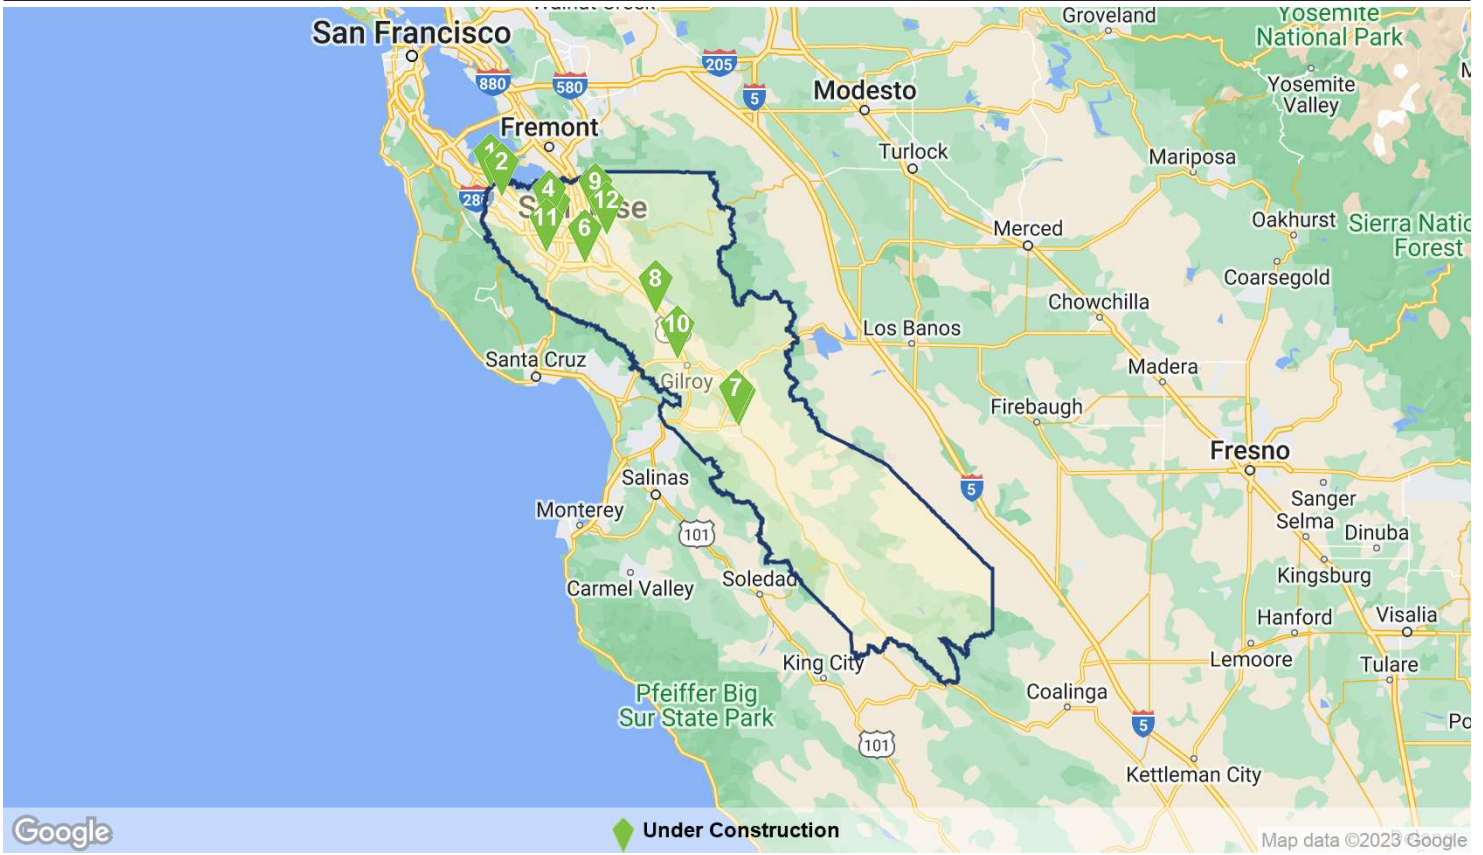 San Francisco
Groveland
Yosemite
National Park
Yosemite
Valley
880
580
205
5
Modesto
Fremont
Turlock
Mariposa
1
2
280
4
9
12
11
6
Merced
Oakhurst
Coarsegold
Chowchilla
8
10
Los Banos
Santa Cruz
Gilroy
7
Madera
Firebaugh
Fresno
5
Salinas
Monterey
101
Sanger
Selma
Dinuba
Carmel Valley
Soledad
Kingsburg
Hanford
Visalia
King City
Lemoore
Tulare
Pfeiffer Big
Sur State Park
Coalinga
5
101
Kettleman City
Google
Under Construction
Map data ©2023 Google